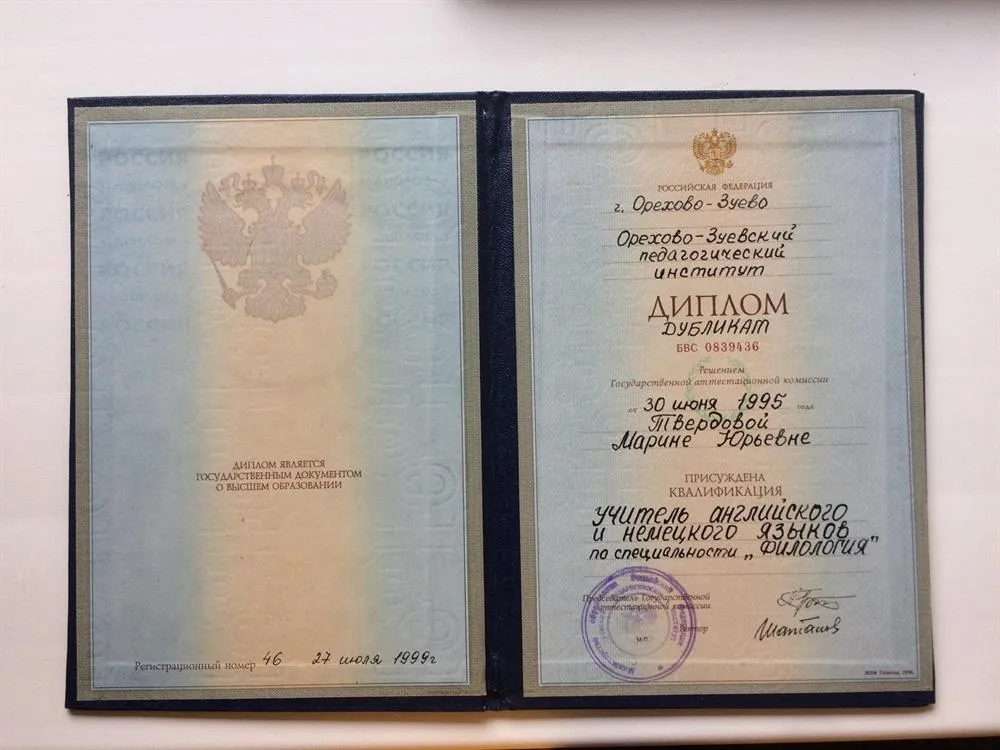 ДИПЛОМ ЯВЛЯЕТСЯ
ГОСУДАРСТВЕННЫМ ДОКУМЕНТОМ
О ВЫСШЕМ ОБРАЗОВАНИИ
Регистрационный номер 46 27 июля 1999г
РОССИЙСКАЯ ФЕДЕРАЦИЯ
г. Орехово-Зуево
Орехово-Зуевский
педагогический
институт
ДИПЛОМ
ДУБЛИКАТ
БВС 0839436
Решением
Государственной аттестационной комиссии
от 30 июня 1995 года
Твердовой
Марине Юрьевне
ПРИСУЖДЕНА
КВАЛИФИКАЦИЯ
учитель английского
и немецкого языков
по специальности „Филология"
Председатель Государственной
аттестационной комиссии
Ректор
М.П.